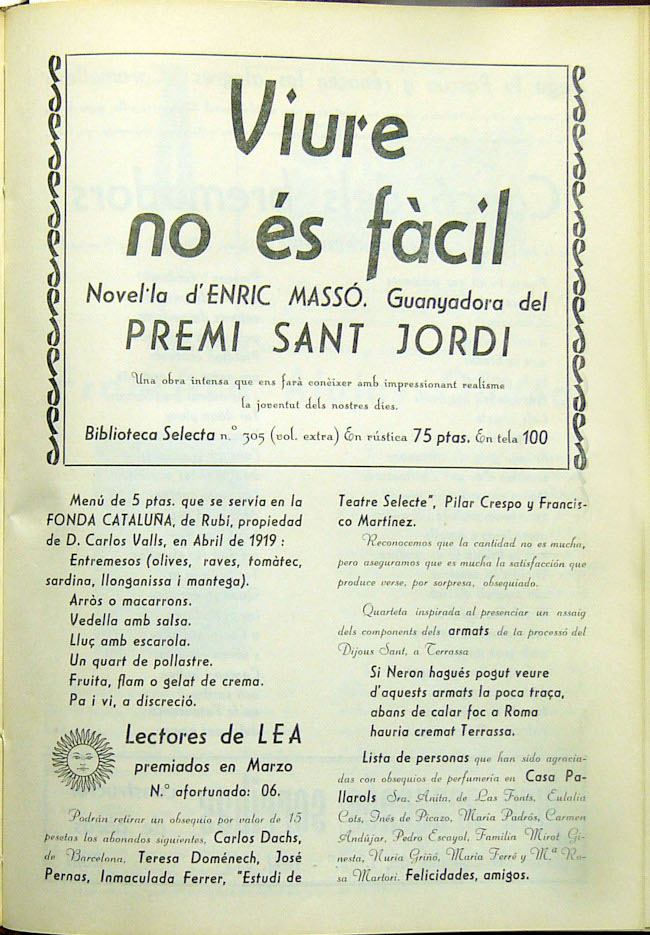 Viure
no és fàcil
Novel·la d'ENRIC MASSÓ. Guanyadora del
PREMI SANT JORDI
Una obra intensa que ens farà conèixer amb impressionant realisme
la joventut dels nostres dies.
Biblioteca Selecta n.º 305 (vol. extra) En rústica 75 ptas. En tela 100
Menú de 5 ptas. que se servía en la
FONDA CATALUÑA, de Rubí, propiedad
de D. Carlos Valls, en Abril de 1919 :
Entremesos (olives, raves, tomàtec,
sardina, llonganissa i mantega).
Arròs o macarrons.
Vedella amb salsa.
Lluç amb escarola.
Un quart de pollastre.
Fruita, flam o gelat de crema.
Pa i vi, a discreció.
Lectores de LEA
premiados en Marzo
N.º afortunado: 06.
Podrán retirar un obsequio por valor de 15
pesetas los abonados siguientes, Carlos Dachs,
de Barcelona, Teresa Doménech, José
Pernas, Inmaculada Ferrer, "Estudi de
Teatre Selecte", Pilar Crespo y Francis-
co Martínez.
Reconocemos que la cantidad no es mucha,
pero aseguramos que es mucha la satisfacción que
produce verse, por sorpresa, obsequiado.
Quarteta inspirada al presenciar un assaig
dels components dels armats de la processó del
Dijous Sant, a Terrassa
Si Neron hagués pogut veure
d'aquests armats la poca traça,
abans de calar foc a Roma
hauria cremat Terrassa.
Lista de personas que han sido agracia-
das con obsequios de perfumería en Casa Pa-
llarols Sra. Anita, de Las Fonts, Eulalia
Cots, Inés de Picazo, María Padrós, Carmen
Andújar, Pedro Escayol, Familia Mirot Gi-
nesta, Nuria Griñó, María Ferré y M.ª Ro-
sa Martori. Felicidades, amigos.